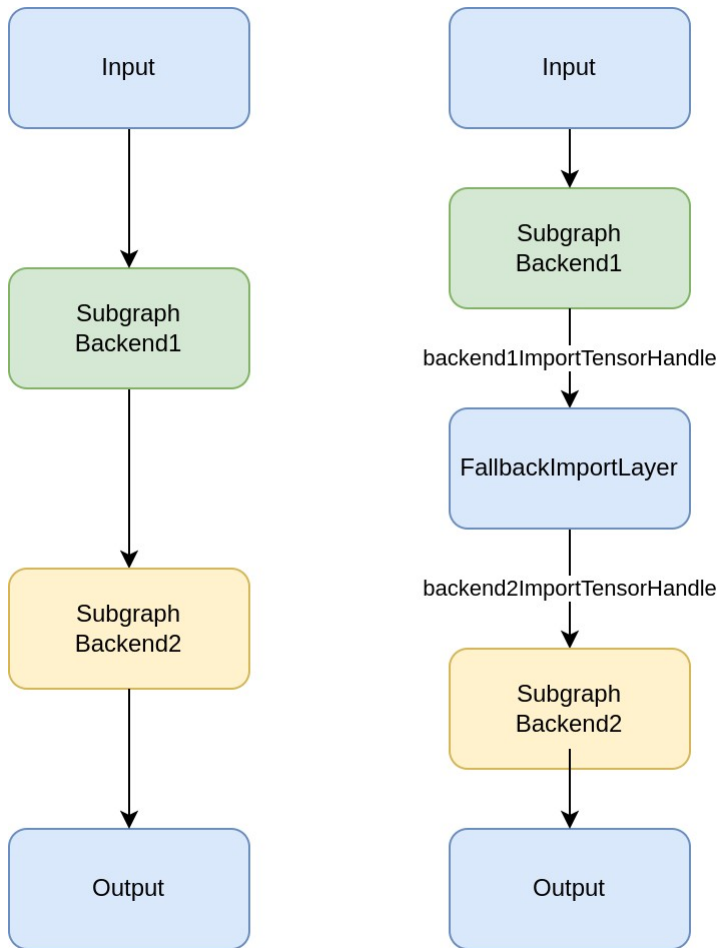 Input
Subgraph
Backend1
Subgraph
Backend2
Output
Input
Subgraph
Backend1
backend1ImportTensorHandle
FallbackImportLayer
backend2ImportTensorHandle
Subgraph
Backend2
Output